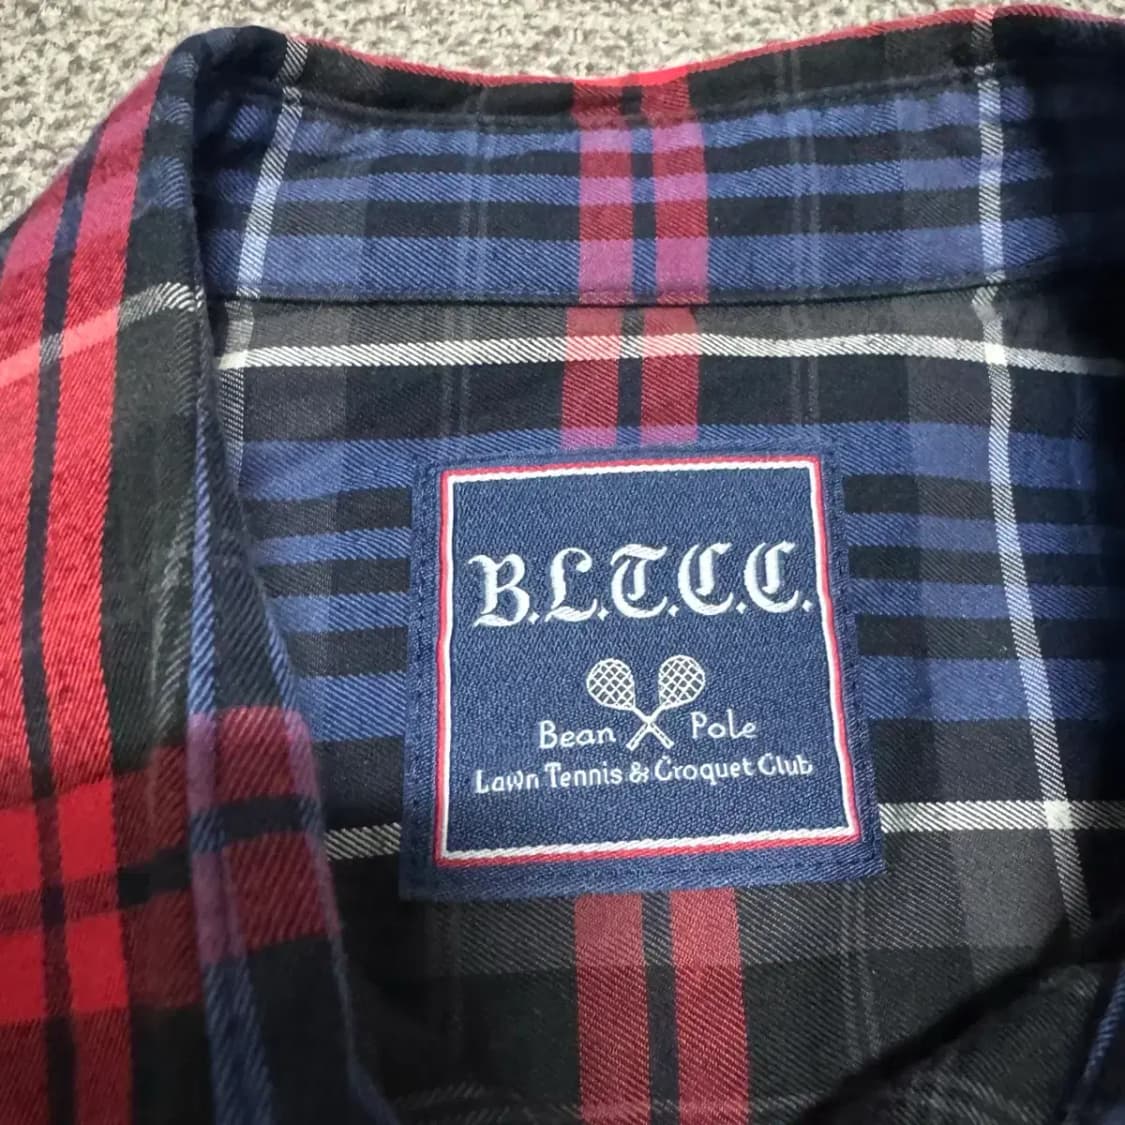 B.L.T.C.C.
Bean Pole
Lawn Tennis & Croquet Club